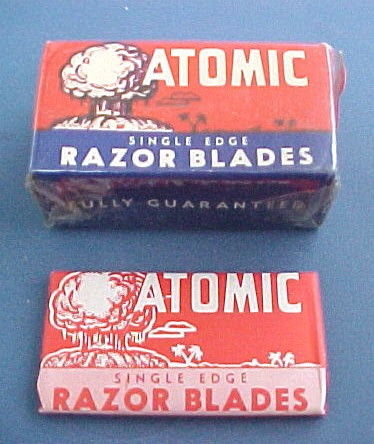 ATOMIC
SINGLE EDGE
RAZOR BLADES
FULLY GUARANTEED
ATOMIC
SINGLE EDGE
RAZOR BLADES